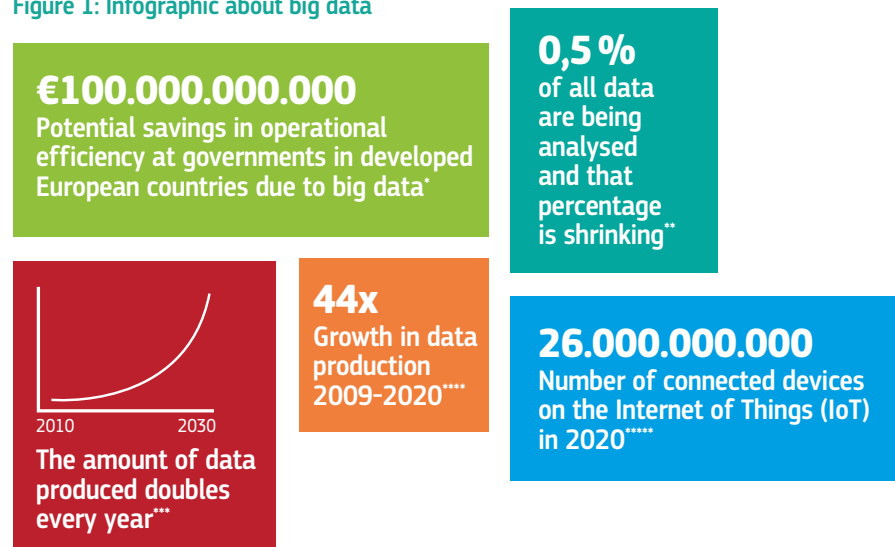 Figure 1: Infographic about big data
€100.000.000.000
Potential savings in operational
efficiency at governments in developed
European countries due to big data*
0,5 %
of all data
are being
analysed
and that
percentage
is shrinking**
2010 2030
The amount of data
produced doubles
every year***
44x
Growth in data
production
2009-2020****
26.000.000.000
Number of connected devices
on the Internet of Things (IoT)
in 2020*****